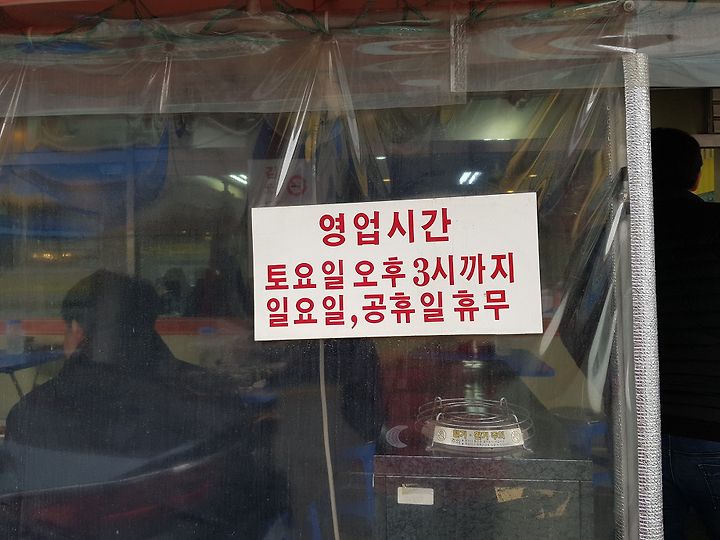 영업시간
토요일 오후 3시까지
일요일, 공휴일 휴무